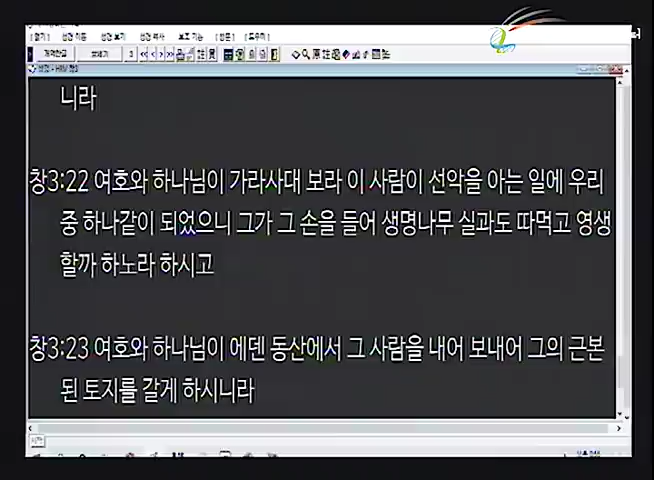 니라
창3:22 여호와 하나님이 가라사대 보라 이 사람이 선악을 아는 일에 우리
중 하나같이 되었으니 그가 그 손을 들어 생명나무 실과도 따먹고 영생
할까 하노라 하시고
창3:23 여호와 하나님이 에덴 동산에서 그 사람을 내어 보내어 그의 근본
된 토지를 갈게 하시니라